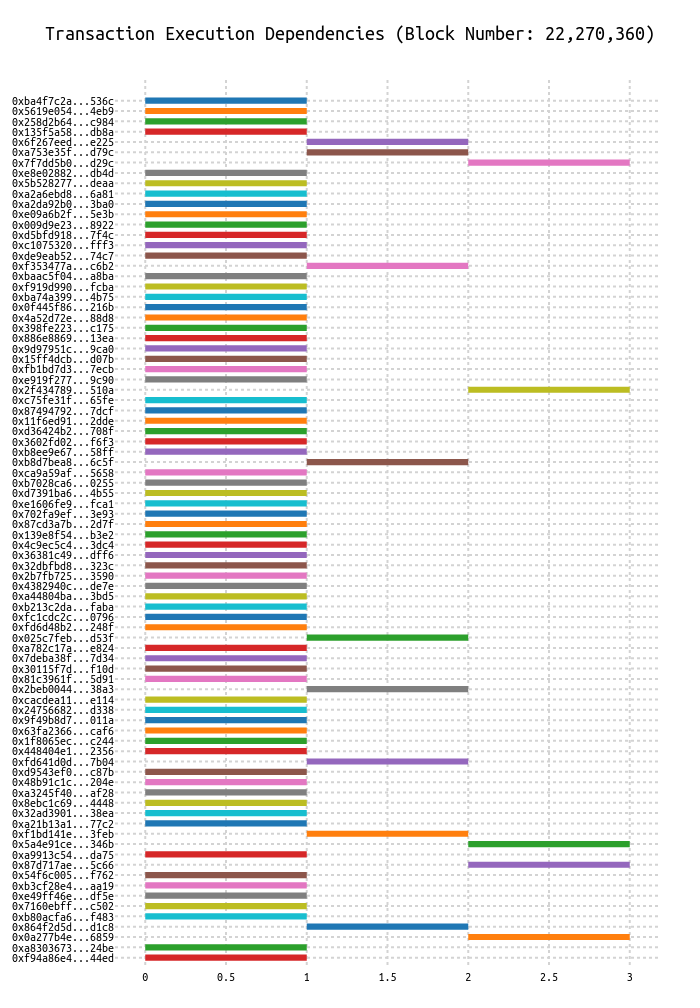 Transaction Execution Dependencies (Block Number: 22,270,360)
0xba4f7c2a...536c
0x5619e054...4eb9
0x258d2b64...c984
0x135f5a58...db8a
0x6f267eed...e225
0xa753e35f...d79c
0x7f7dd5b0...d29c
0xe8e02882...db4d
0x5b528277...deaa
0xa2a6ebd8...6a81
0xa2da92b0...3ba0
0xe09a6b2f...5e3b
0x009d9e23...8922
0xd5bfd918...7f4c
0xc1075320...fff3
0xde9eab52...74c7
0xf353477a...c6b2
0xbaac5f04...a8ba
0xf919d990...fcba
0xba74a399...4b75
0x0f445f86...216b
0x4a52d72e...88d8
0x398fe223...c175
0x886e8869...13ea
0x9d97951c...9ca0
0x15ff4dcb...d07b
0xfb1bd7d3...7ecb
0xe919f277...9c90
0x2f434789...510a
0xc75fe31f...65fe
0x87494792...7dcf
0x11f6ed91...2dde
0xd36424b2...708f
0x3602fd02...f6f3
0xb8ee9e67...58ff
0xb8d7bea8...6c5f
0xca9a59af...5658
0xb7028ca6...0255
0xd7391ba6...4b55
0xe1606fe9...fca1
0x702fa9ef...3e93
0x87cd3a7b...2d7f
0x139e8f54...b3e2
0x4c9ec5c4...3dc4
0x36381c49...dff6
0x32dbfbd8...323c
0x2b7fb725...3590
0x4382940c...de7e
0xa44804ba...3bd5
0xb213c2da...faba
0xfc1cdc2c...0796
0xfd6d48b2...248f
0x025c7feb...d53f
0xa782c17a...e824
0x7deba38f...7d34
0x30115f7d...f10d
0x81c3961f...5d91
0x2beb0044...38a3
0xcacdea11...e114
0x24756682...d338
0x9f49b8d7...011a
0x63fa2366...caf6
0x1f8065ec...c244
0x448404e1...2356
0xfd641d0d...7b04
0xd9543ef0...c87b
0x48b91c1c...204e
0xa3245f40...af28
0x8ebc1c69...4448
0x32ad3901...38ea
0xa21b13a1...77c2
0xf1bd141e...3feb
0x5a4e91ce...346b
0xa9913c54...da75
0x87d717ae...5c66
0x54f6c005...f762
0xb3cf28e4...aa19
0xe49ff46e...df5e
0x7160ebff...c502
0xb80acfa6...f483
0x864f2d5d...d1c8
0x0a277b4e...6859
0xa8303673...24be
0xf94a86e4...44ed
0 0.5 1 1.5 2 2.5 3